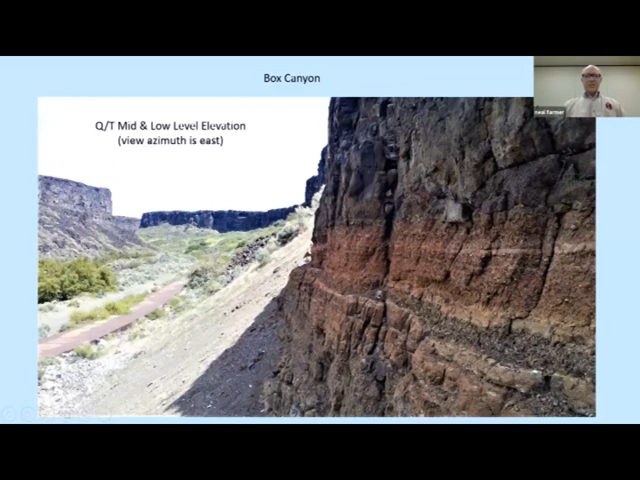 Box Canyon
Q/T Mid & Low Level Elevation
(view azimuth is east)
neal Farmer